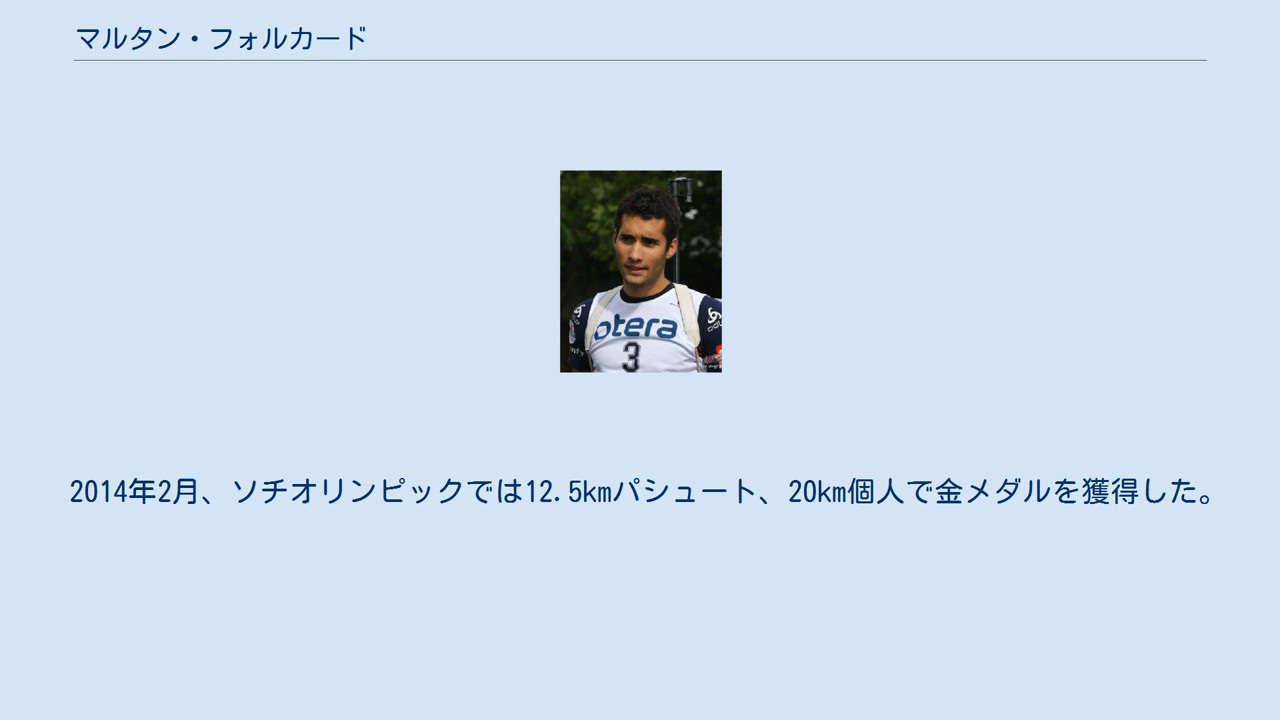 マルタン・フォルカード
otera
3
2014年2月、ソチオリンピックでは12.5kmパシュート、20km個人で金メダルを獲得した。